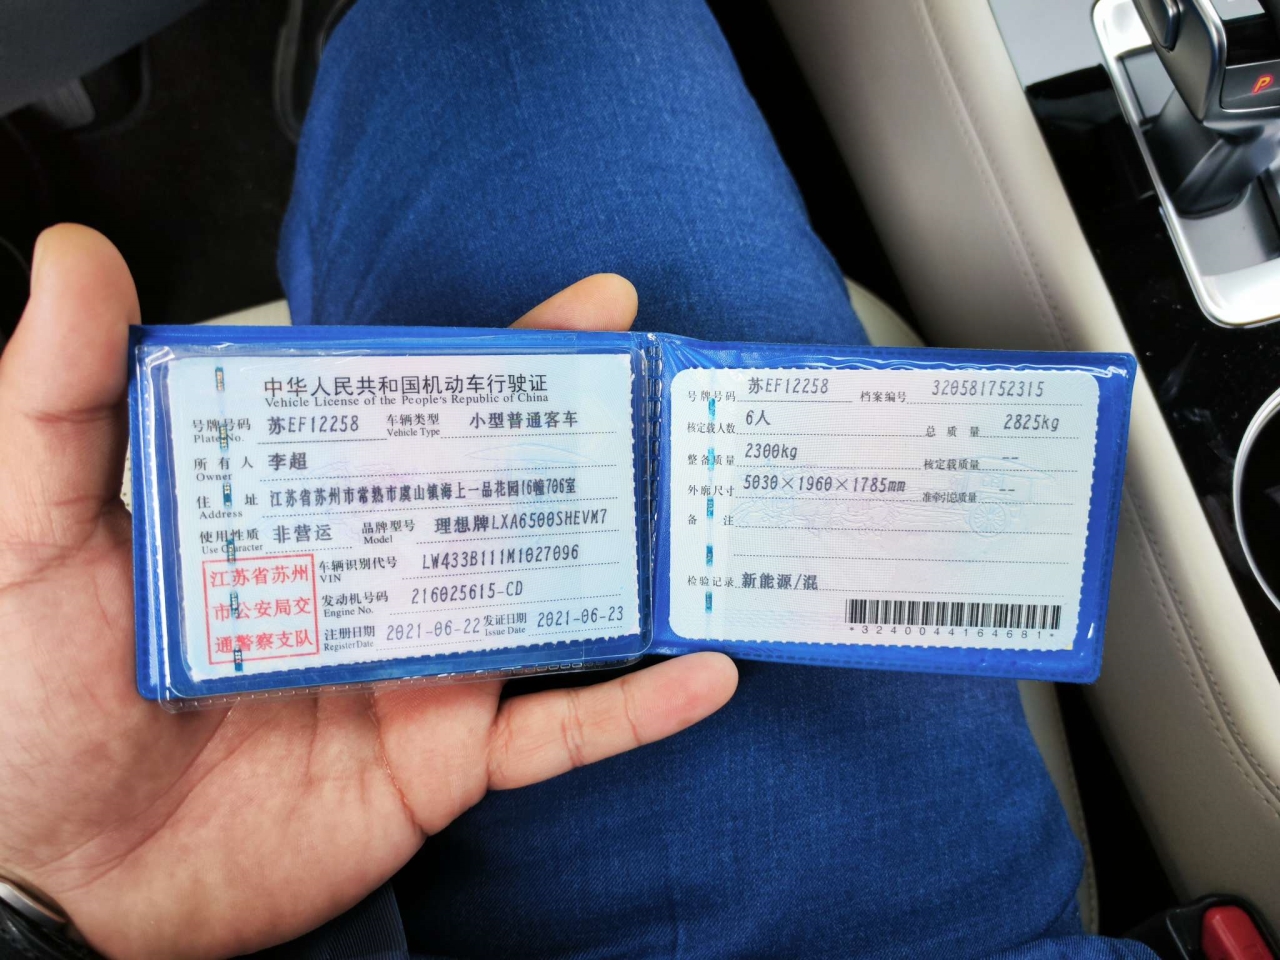 中华人民共和国机动车行驶证
Vehicle License of the People's Republic of China
号牌号码 苏EF12258 车辆类型 小型普通客车
Plate No. Vehicle Type
所有人 李超
Owner
住址 江苏省苏州市常熟市虞山镇海上一品花园16幢706室
Address
使用性质 非营运 品牌型号 理想牌LXA6500SHEVM7
Use Character Model
江苏省苏州
市公安局交
通警察支队
车辆识别代号 LW433B111M1027096
VIN
发动机号码 216025615-CD
Engine No.
注册日期 2021-06-22 发证日期 2021-06-23
Register Date Issue Date
号牌号码 苏EF12258 档案编号 320581752315
核定载人数 6人 总质量 2825kg
整备质量 2300kg 核定载质量 --
外廓尺寸 5030×1960×1785mm 准牵引总质量 --
备注
检验记录 新能源/混
*3240044164681*
P